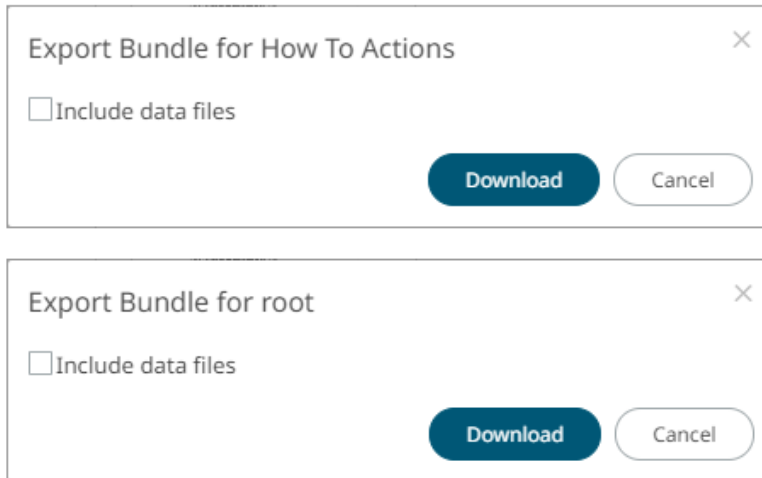 Export Bundle for How To Actions
Include data files
Download Cancel
Export Bundle for root
Include data files
Download Cancel